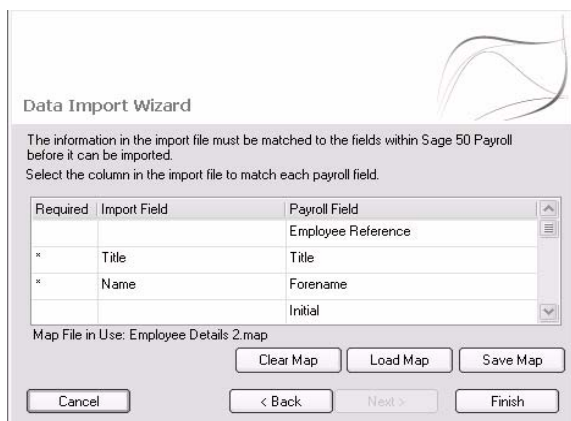 Data Import Wizard
The information in the import file must be matched to the fields within Sage 50 Payroll
before it can be imported.
Select the column in the import file to match each payroll field.
Required Import Field Payroll Field
Employee Reference
* Title Title
* Name Forename
Initial
Map File in Use: Employee Details 2.map
Clear Map Load Map Save Map
Cancel < Back Next > Finish